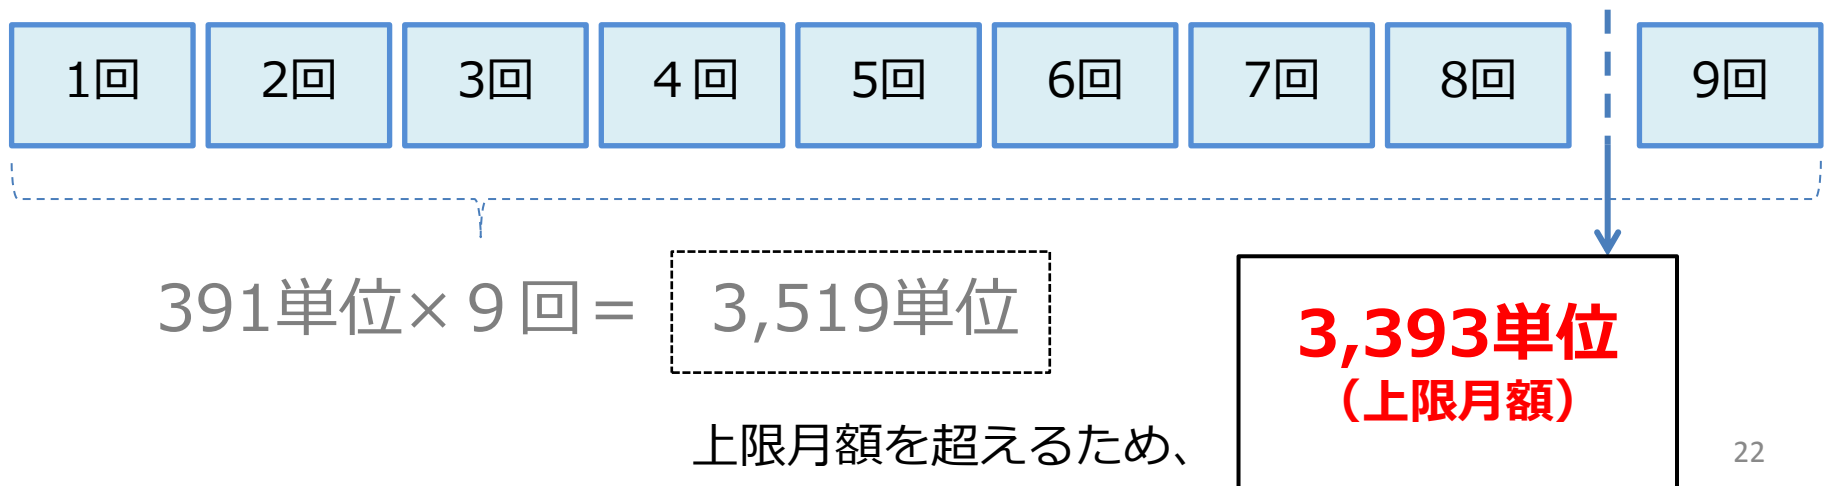 1回 2回 3回 ４回 5回 6回 7回 8回 9回
391単位×９回＝ 3,519単位
3,393単位
（上限月額）
上限月額を超えるため、
22